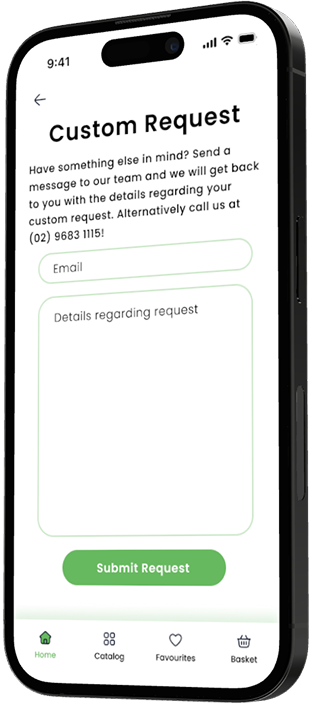 9:41
Custom Request
Have something else in mind? Send a
message to our team and we will get back
to you with the details regarding your
custom request. Alternatively call us at
(02) 9683 1115!
Email
Details regarding request
Submit Request
Home
Catalog
Favourites
Basket